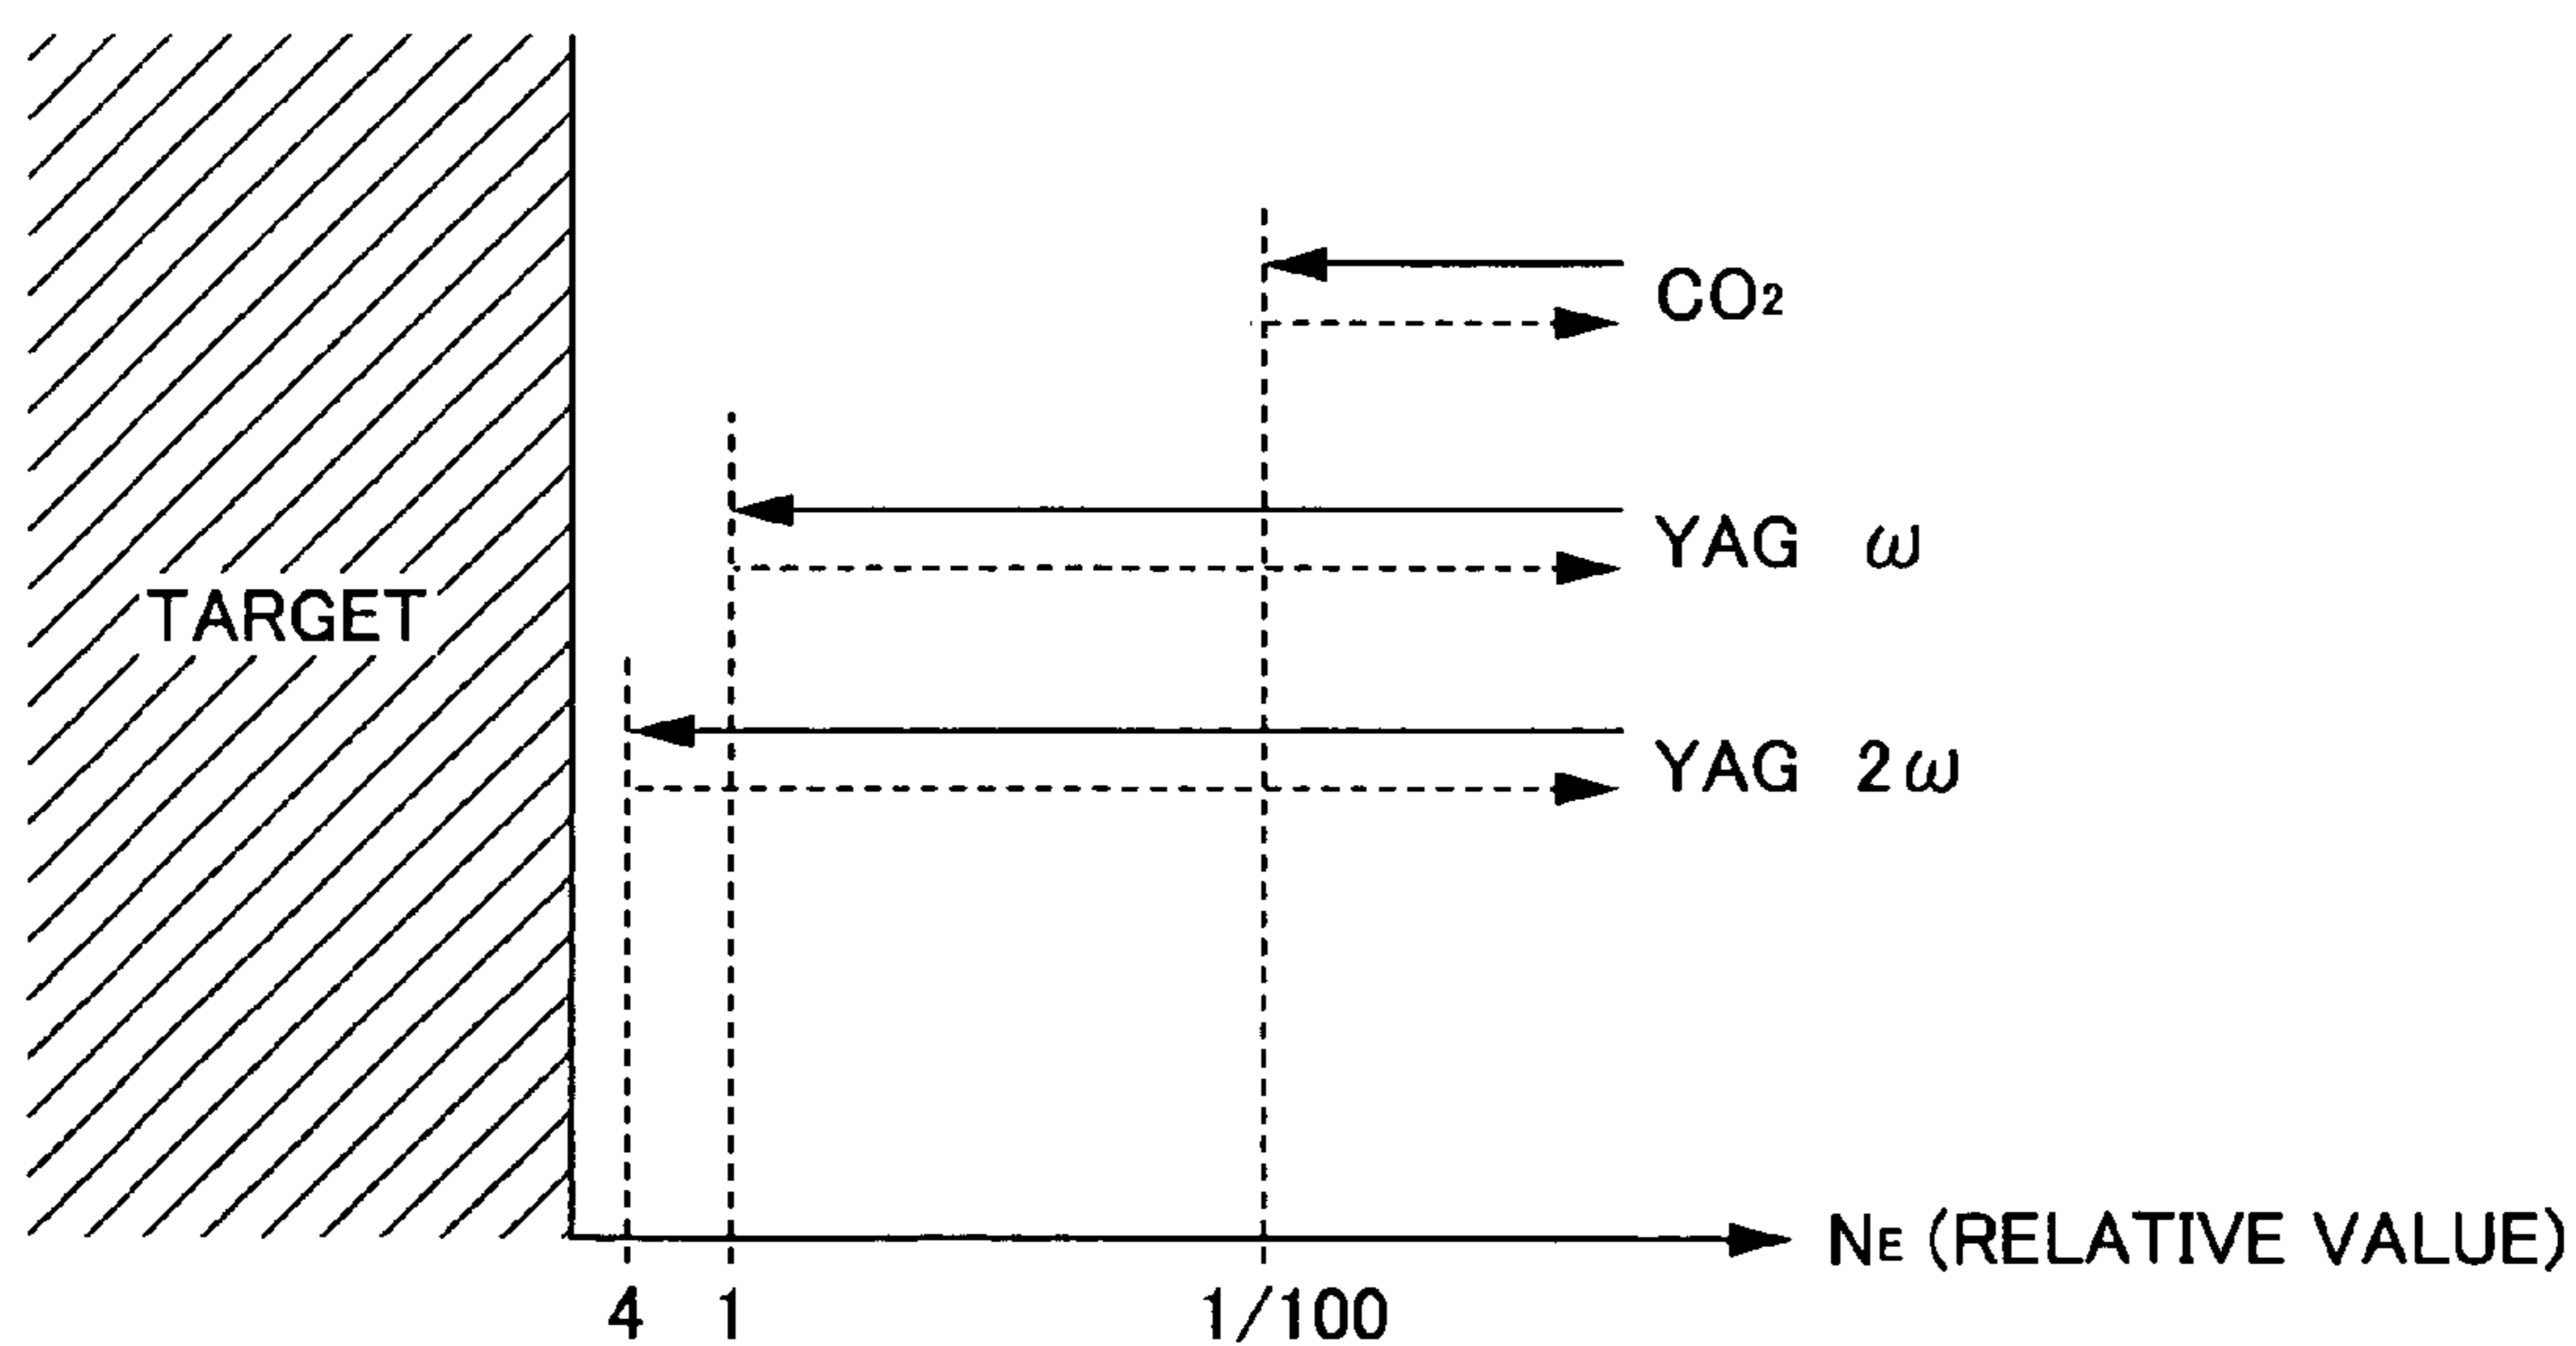 CO2
YAG ω
TARGET
YAG 2ω
NE (RELATIVE VALUE)
4 1 1/100